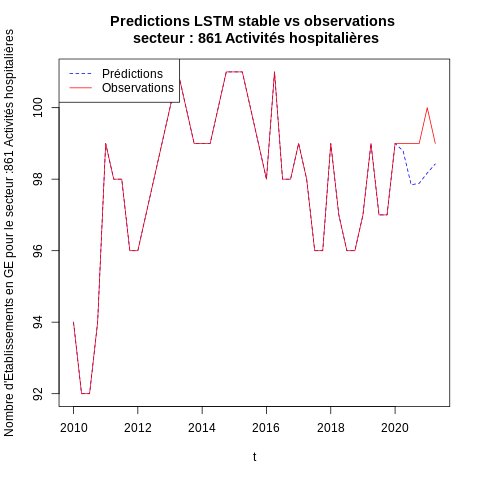 Predictions LSTM stable vs observations
secteur : 861 Activités hospitalières
Prédictions
Observations
Nombre d'Etablissements en GE pour le secteur :861 Activités hospitalières
100
98
96
94
92
2010 2012 2014 2016 2018 2020
t